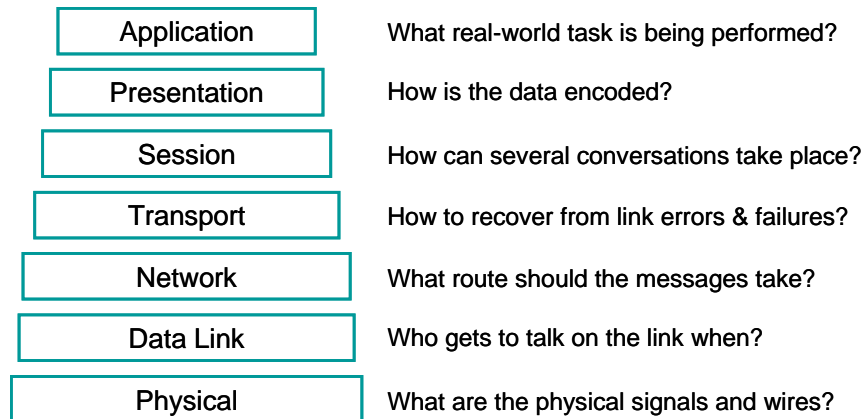 Application What real-world task is being performed?
Presentation How is the data encoded?
Session How can several conversations take place?
Transport How to recover from link errors & failures?
Network What route should the messages take?
Data Link Who gets to talk on the link when?
Physical What are the physical signals and wires?